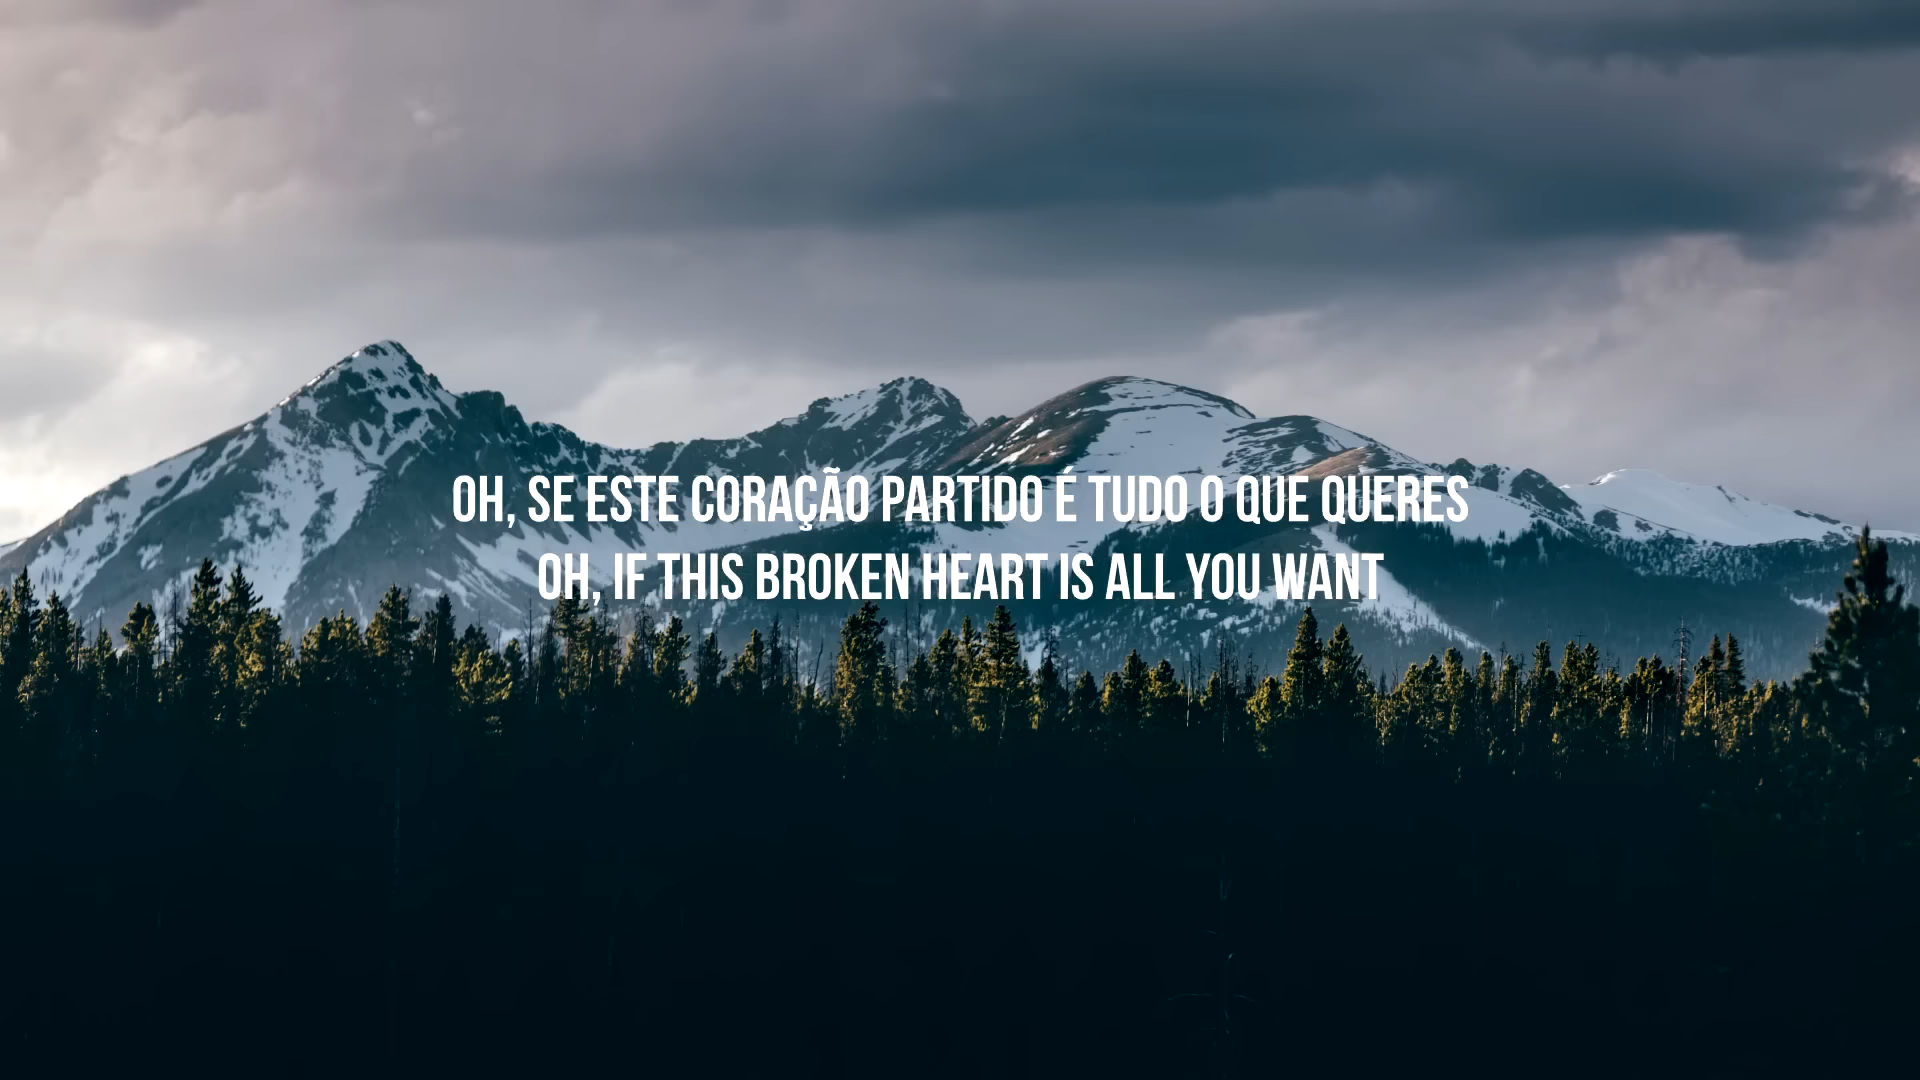 OH, SE ESTE CORAÇÃO PARTIDO É TUDO O QUE QUERES
OH, IF THIS BROKEN HEART IS ALL YOU WANT